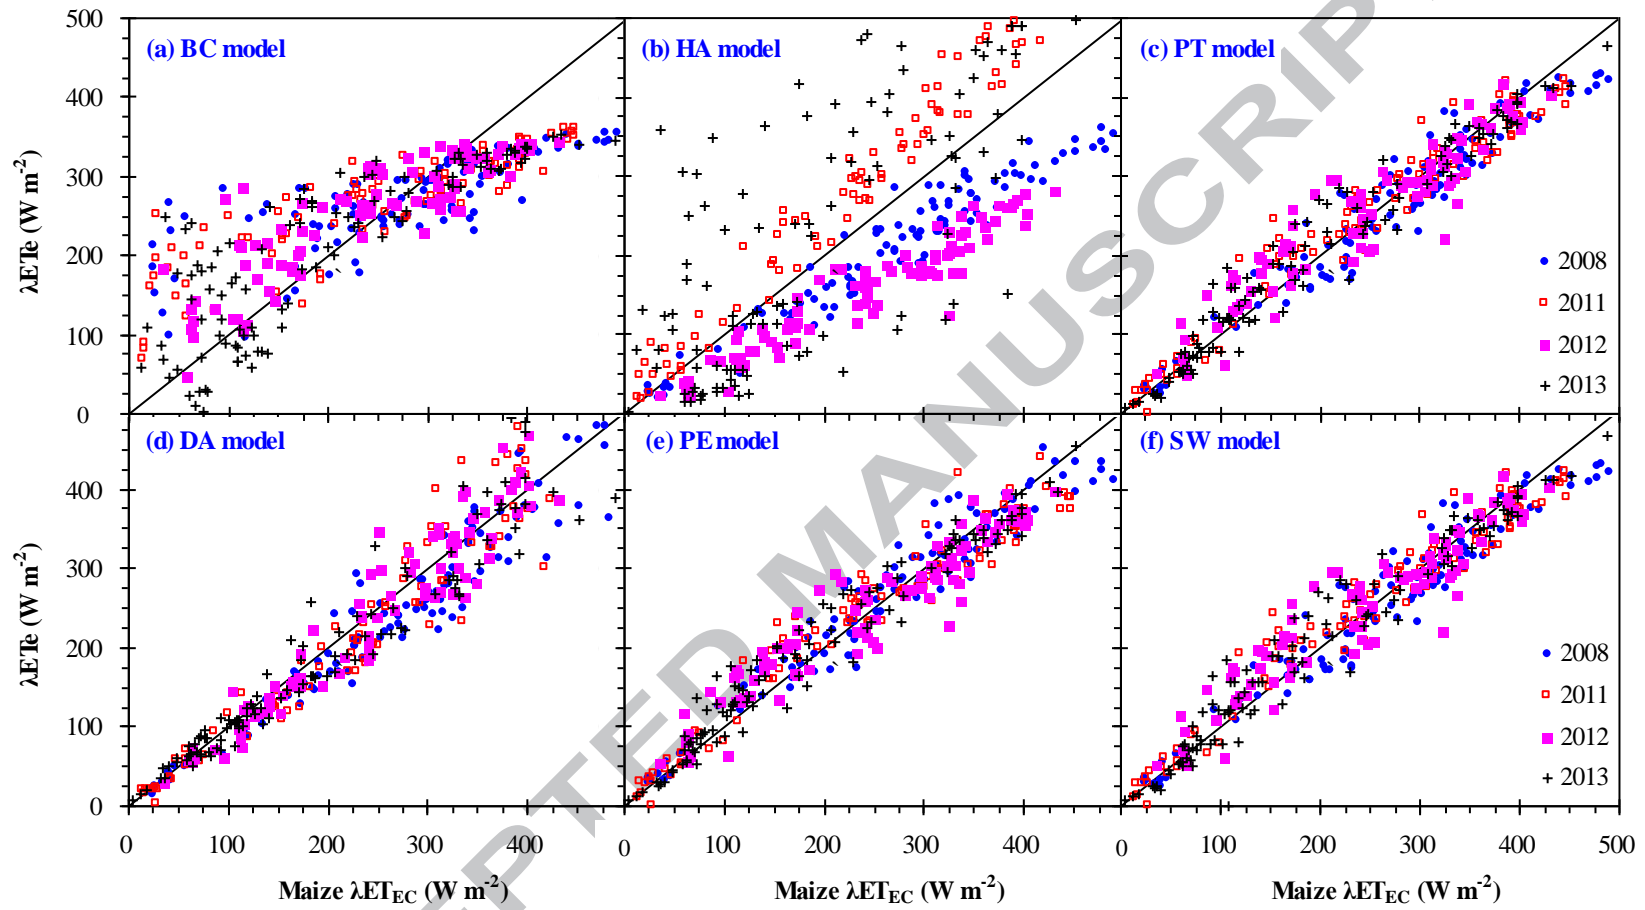 500
(a) BC model
(b) HA model
(c) PT model
400
300
200
100
0
λETe (W m-2)
2008
2011
2012
2013
(d) DA model
(e) PE model
(f) SW model
400
300
200
100
0
λETe (W m-2)
2008
2011
2012
2013
0 100 200 300 400
0 100 200 300 400
0 100 200 300 400 500
Maize λETEC (W m-2)
Maize λETEC (W m-2)
Maize λETEC (W m-2)
EPTED MANUSCRIP